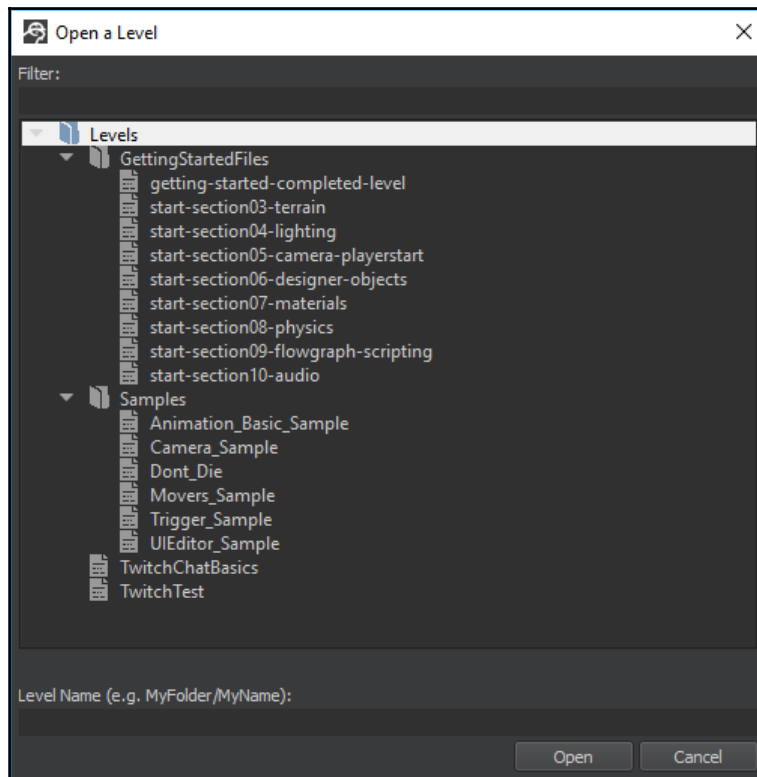 Open a Level
Filter:
Levels
GettingStartedFiles
getting-started-completed-level
start-section03-terrain
start-section04-lighting
start-section05-camera-playerstart
start-section06-designer-objects
start-section07-materials
start-section08-physics
start-section09-flowgraph-scripting
start-section10-audio
Samples
Animation_Basic_Sample
Camera_Sample
Dont_Die
Movers_Sample
Trigger_Sample
UIEditor_Sample
TwitchChatBasics
TwitchTest
Level Name (e.g. MyFolder/MyName):
Open Cancel